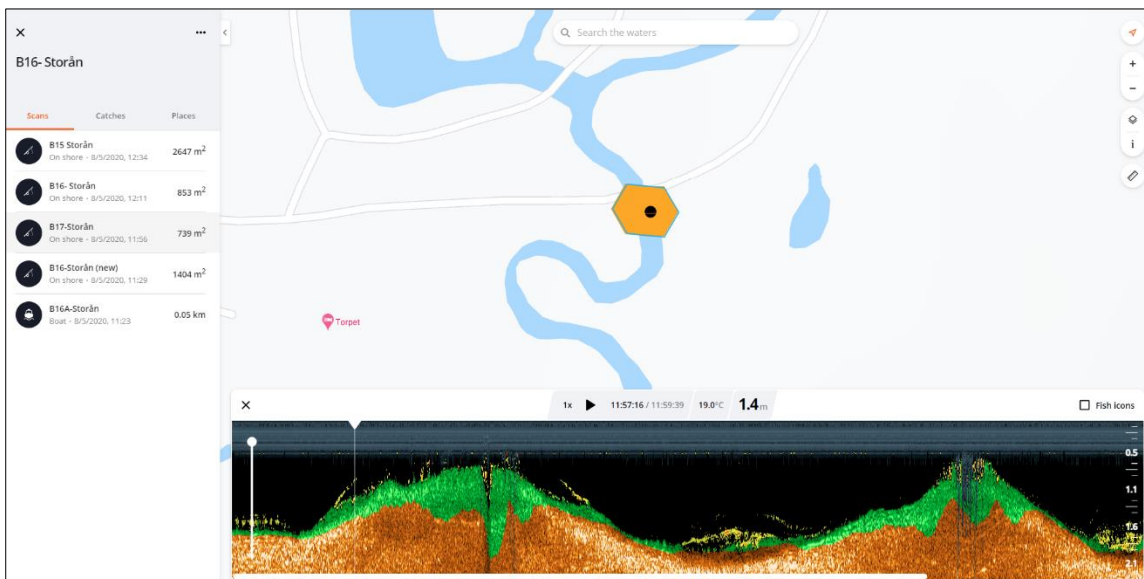 B16- Storån
Scans Catches Places
B15 Storån
On shore - 8/5/2020, 12:34
2647 m²
B16- Storån
On shore - 8/5/2020, 12:11
853 m²
B17-Storån
On shore - 8/5/2020, 11:56
739 m²
B16-Storån (new)
On shore - 8/5/2020, 11:29
1404 m²
B16A-Storån
Boat - 8/5/2020, 11:23
0.05 km
Search the waters
Torpet
1x 11:57:16 / 11:59:39 19.0°C 1.4m
Fish icons
0.5
1.1
1.6
2.1